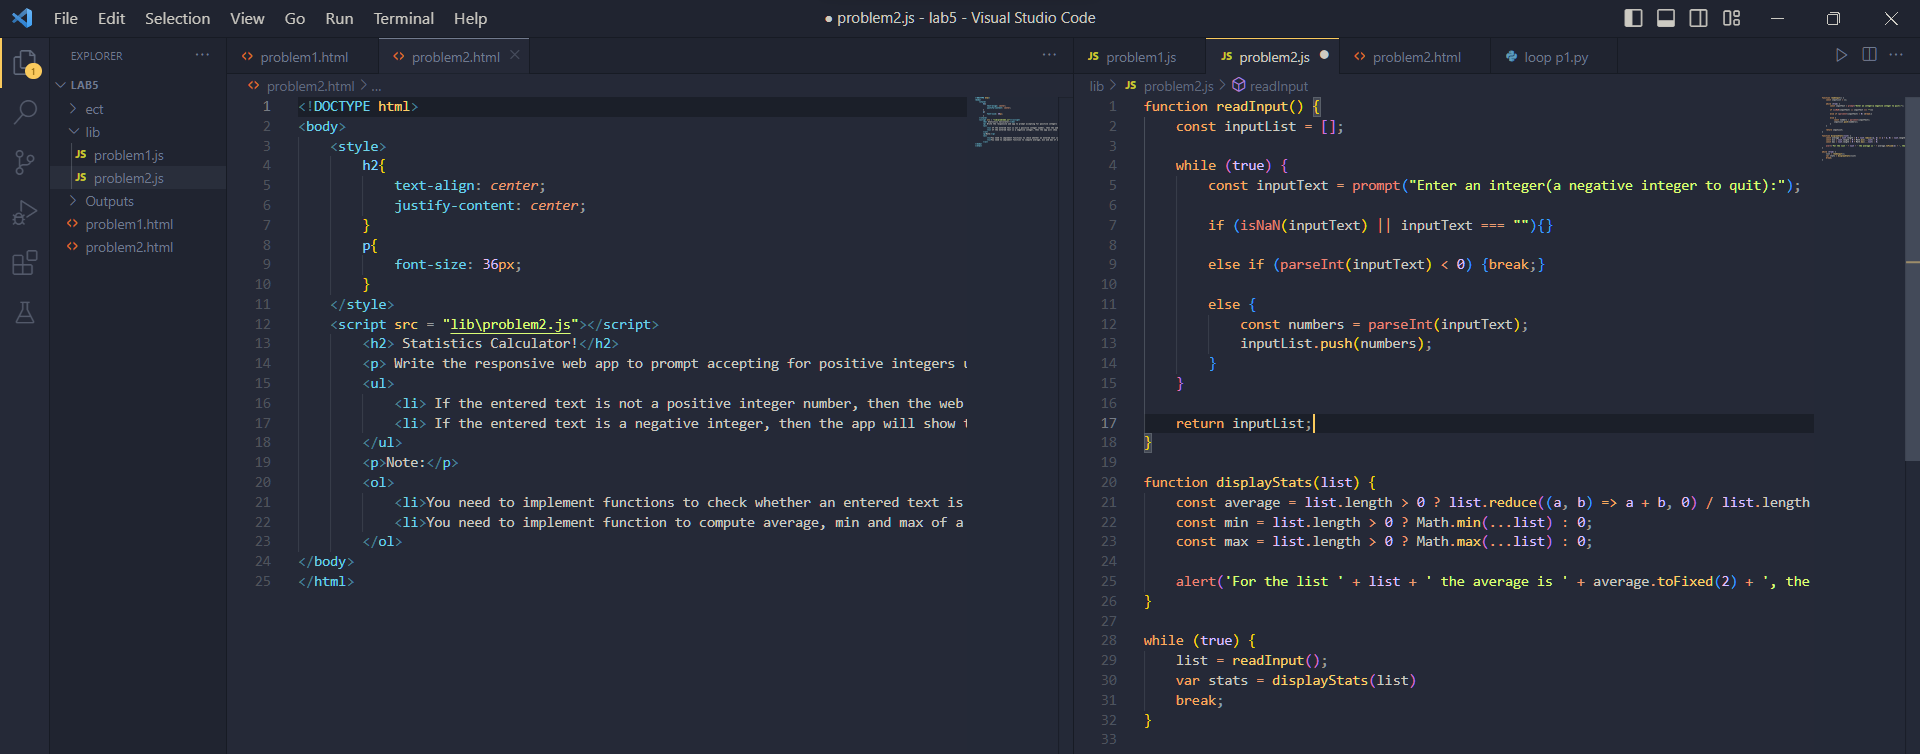 File Edit Selection View Go Run Terminal Help
● problem2.js - lab5 - Visual Studio Code
1
EXPLORER ...
LAB5
ect
lib
JS problem1.js
JS problem2.js
Outputs
<> problem1.html
<> problem2.html
<> problem1.html <> problem2.html ...
<> problem2.html > ...
1 <!DOCTYPE html>
2 <body>
3 <style>
4 h2{
5 text-align: center;
6 justify-content: center;
7 }
8 p{
9 font-size: 36px;
10 }
11 </style>
12 <script src = "lib\problem2.js"></script>
13 <h2> Statistics Calculator!</h2>
14 <p> Write the responsive web app to prompt accepting for positive integers
15 <ul>
16 <li> If the entered text is not a positive integer number, then the web
17 <li> If the entered text is a negative integer, then the app will show
18 </ul>
19 <p>Note:</p>
20 <ol>
21 <li>You need to implement functions to check whether an entered text is
22 <li>You need to implement function to compute average, min and max of a
23 </ol>
24 </body>
25 </html>
JS problem1.js JS problem2.js ● <> problem2.html loop p1.py ...
lib > JS problem2.js > readInput
1 function readInput() {
2 const inputList = [];
3
4 while (true) {
5 const inputText = prompt("Enter an integer(a negative integer to quit):");
6
7 if (isNaN(inputText) || inputText === ""){}
8
9 else if (parseInt(inputText) < 0) {break;}
10
11 else {
12 const numbers = parseInt(inputText);
13 inputList.push(numbers);
14 }
15 }
16
17 return inputList;
18 }
19
20 function displayStats(list) {
21 const average = list.length > 0 ? list.reduce((a, b) => a + b, 0) / list.length
22 const min = list.length > 0 ? Math.min(...list) : 0;
23 const max = list.length > 0 ? Math.max(...list) : 0;
24
25 alert('For the list ' + list + ' the average is ' + average.toFixed(2) + ', the
26 }
27
28 while (true) {
29 list = readInput();
30 var stats = displayStats(list)
31 break;
32 }
33